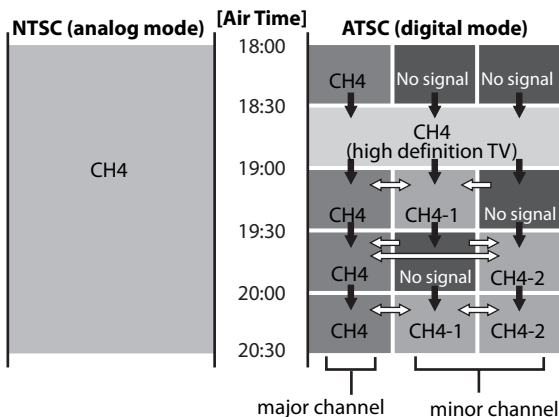 [Air Time]
NTSC (analog mode) ATSC (digital mode)
18:00
CH4 No signal No signal
18:30
CH4
(high definition TV)
19:00
CH4
CH4 CH4-1 No signal
19:30
CH4 No signal CH4-2
20:00
CH4 CH4-1 CH4-2
20:30
major channel minor channel